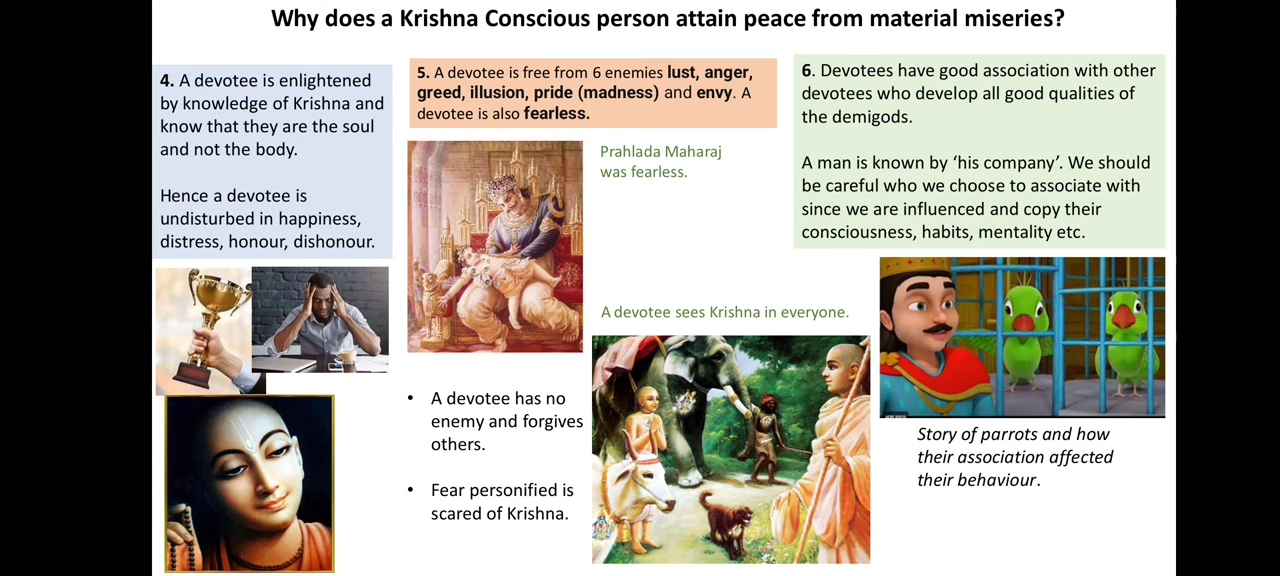 Why does a Krishna Conscious person attain peace from material miseries?
4. A devotee is enlightened
by knowledge of Krishna and
know that they are the soul
and not the body.
Hence a devotee is
undisturbed in happiness,
distress, honour, dishonour.
5. A devotee is free from 6 enemies lust, anger,
greed, illusion, pride (madness) and envy. A
devotee is also fearless.
Prahlada Maharaj
was fearless.
A devotee sees Krishna in everyone.
• A devotee has no
enemy and forgives
others.
• Fear personified is
scared of Krishna.
6. Devotees have good association with other
devotees who develop all good qualities of
the demigods.
A man is known by ‘his company’. We should
be careful who we choose to associate with
since we are influenced and copy their
consciousness, habits, mentality etc.
Story of parrots and how
their association affected
their behaviour.